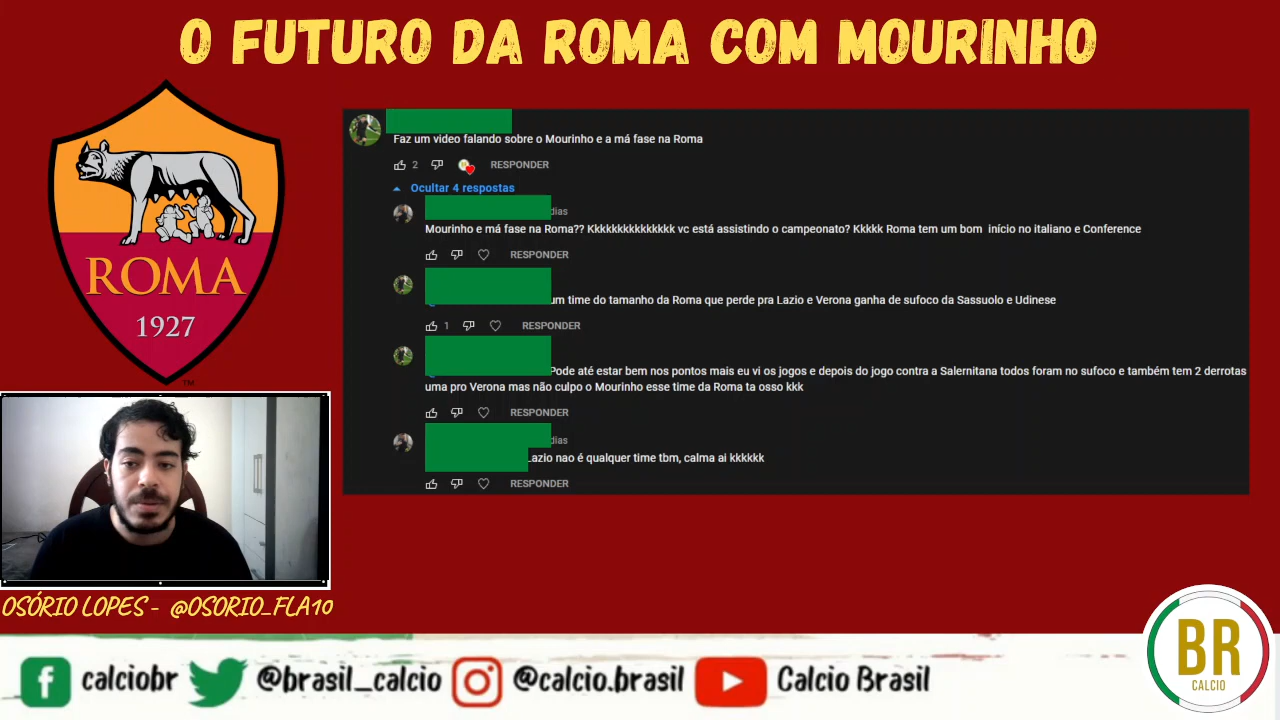 O FUTURO DA ROMA COM MOURINHO
ROMA
1927
TM
Faz um video falando sobre o Mourinho e a má fase na Roma
2 RESPONDER
Ocultar 4 respostas
dias
Mourinho e má fase na Roma?? Kkkkkkkkkkkkkkk vc está assistindo o campeonato? Kkkkk Roma tem um bom início no italiano e Conference
RESPONDER
um time do tamanho da Roma que perde pra Lazio e Verona ganha de sufoco da Sassuolo e Udinese
1 RESPONDER
Pode até estar bem nos pontos mais eu vi os jogos e depois do jogo contra a Salernitana todos foram no sufoco e também tem 2 derrotas
uma pro Verona mas não culpo o Mourinho esse time da Roma ta osso kkk
RESPONDER
dias
Lazio nao é qualquer time tbm, calma ai kkkkkk
RESPONDER
OSÓRIO LOPES - @OSORIO_FLA10
calciobr @brasil_calcio @calcio.brasil Calcio Brasil
BR
CALCIO